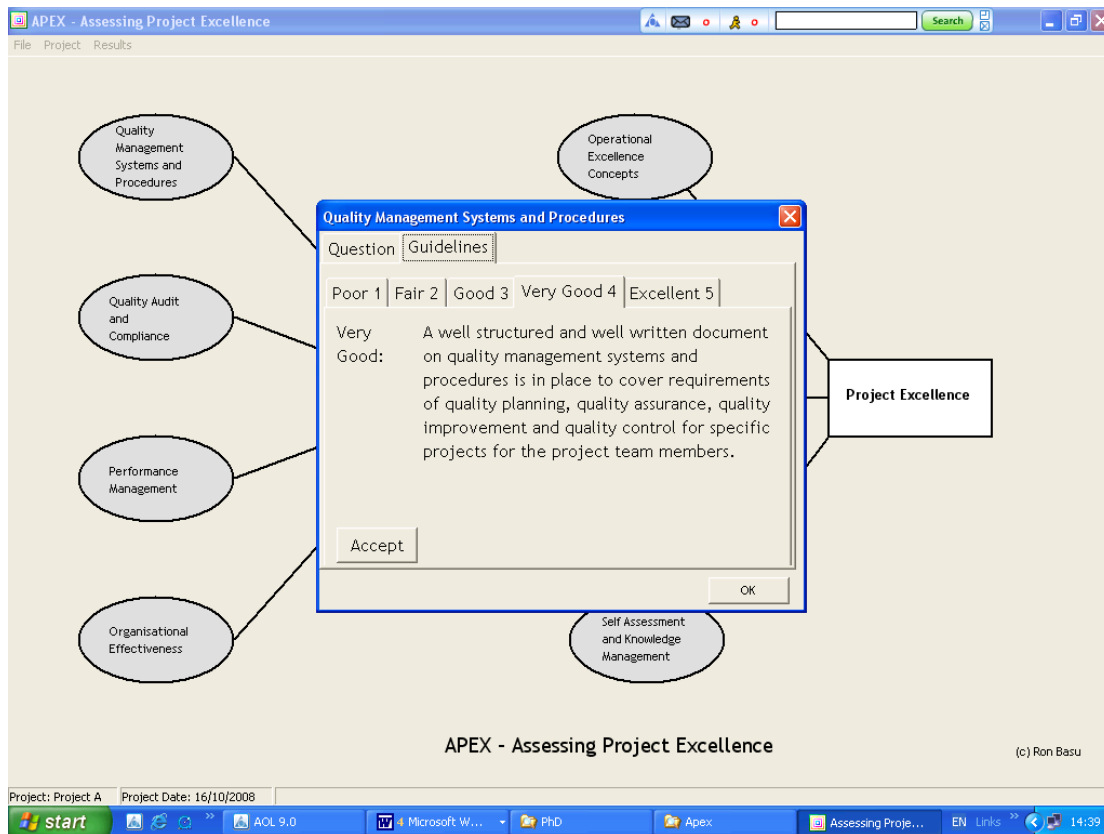 APEX - Assessing Project Excellence
Search
File Project Results
Quality
Management
Systems and
Procedures
Operational
Excellence
Concepts
Quality Audit
and
Compliance
Performance
Management
Organisational
Effectiveness
Quality Management Systems and Procedures
Question Guidelines
Poor 1 Fair 2 Good 3 Very Good 4 Excellent 5
Very
Good:
A well structured and well written document
on quality management systems and
procedures is in place to cover requirements
of quality planning, quality assurance, quality
improvement and quality control for specific
projects for the project team members.
Accept
OK
Project Excellence
Self Assessment
and Knowledge
Management
APEX - Assessing Project Excellence
(c) Ron Basu
Project: Project A Project Date: 16/10/2008
start AOL 9.0 4 Microsoft W... PhD Apex Assessing Proje... EN Links 14:39